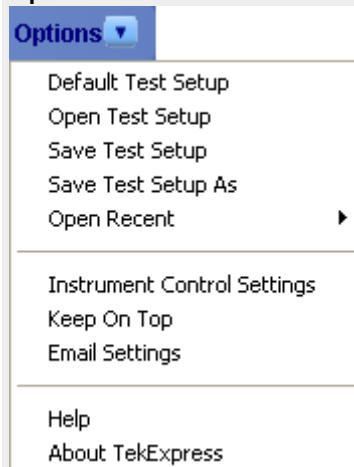 Options
Default Test Setup
Open Test Setup
Save Test Setup
Save Test Setup As
Open Recent
Instrument Control Settings
Keep On Top
Email Settings
Help
About TekExpress